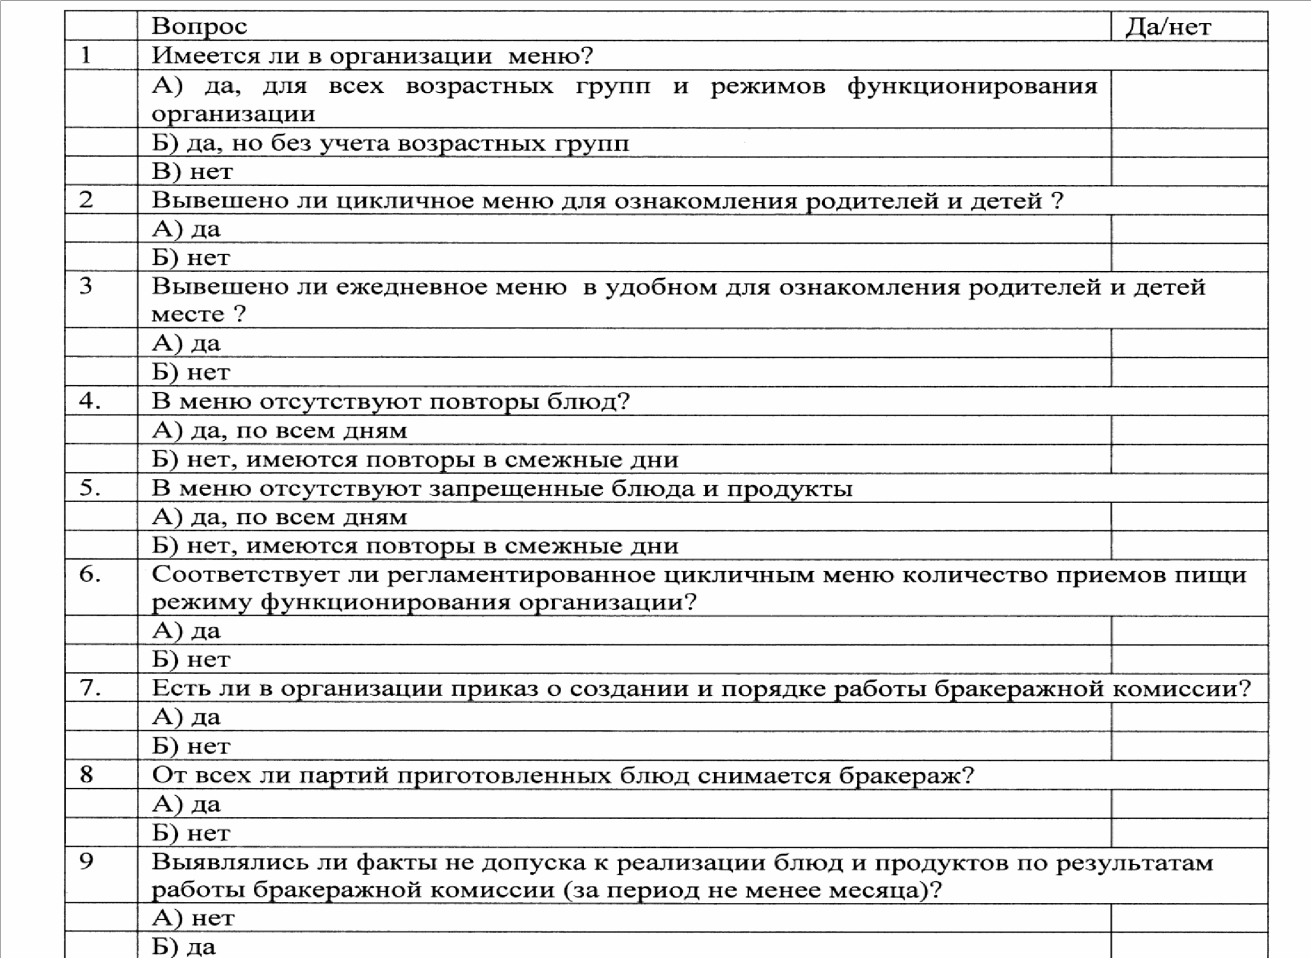 Вопрос Да/нет
1 Имеется ли в организации меню?
А) да, для всех возрастных групп и режимов функционирования
организации
Б) да, но без учета возрастных групп
В) нет
2 Вывешено ли цикличное меню для ознакомления родителей и детей ?
А) да
Б) нет
3 Вывешено ли ежедневное меню в удобном для ознакомления родителей и детей
месте ?
А) да
Б) нет
4. В меню отсутствуют повторы блюд?
А) да, по всем дням
Б) нет, имеются повторы в смежные дни
5. В меню отсутствуют запрещенные блюда и продукты
А) да, по всем дням
Б) нет, имеются повторы в смежные дни
6. Соответствует ли регламентированное цикличным меню количество приемов пищи
режиму функционирования организации?
А) да
Б) нет
7. Есть ли в организации приказ о создании и порядке работы бракеражной комиссии?
А) да
Б) нет
8 От всех ли партий приготовленных блюд снимается бракераж?
А) да
Б) нет
9 Выявлялись ли факты не допуска к реализации блюд и продуктов по результатам
работы бракеражной комиссии (за период не менее месяца)?
А) нет
Б) да